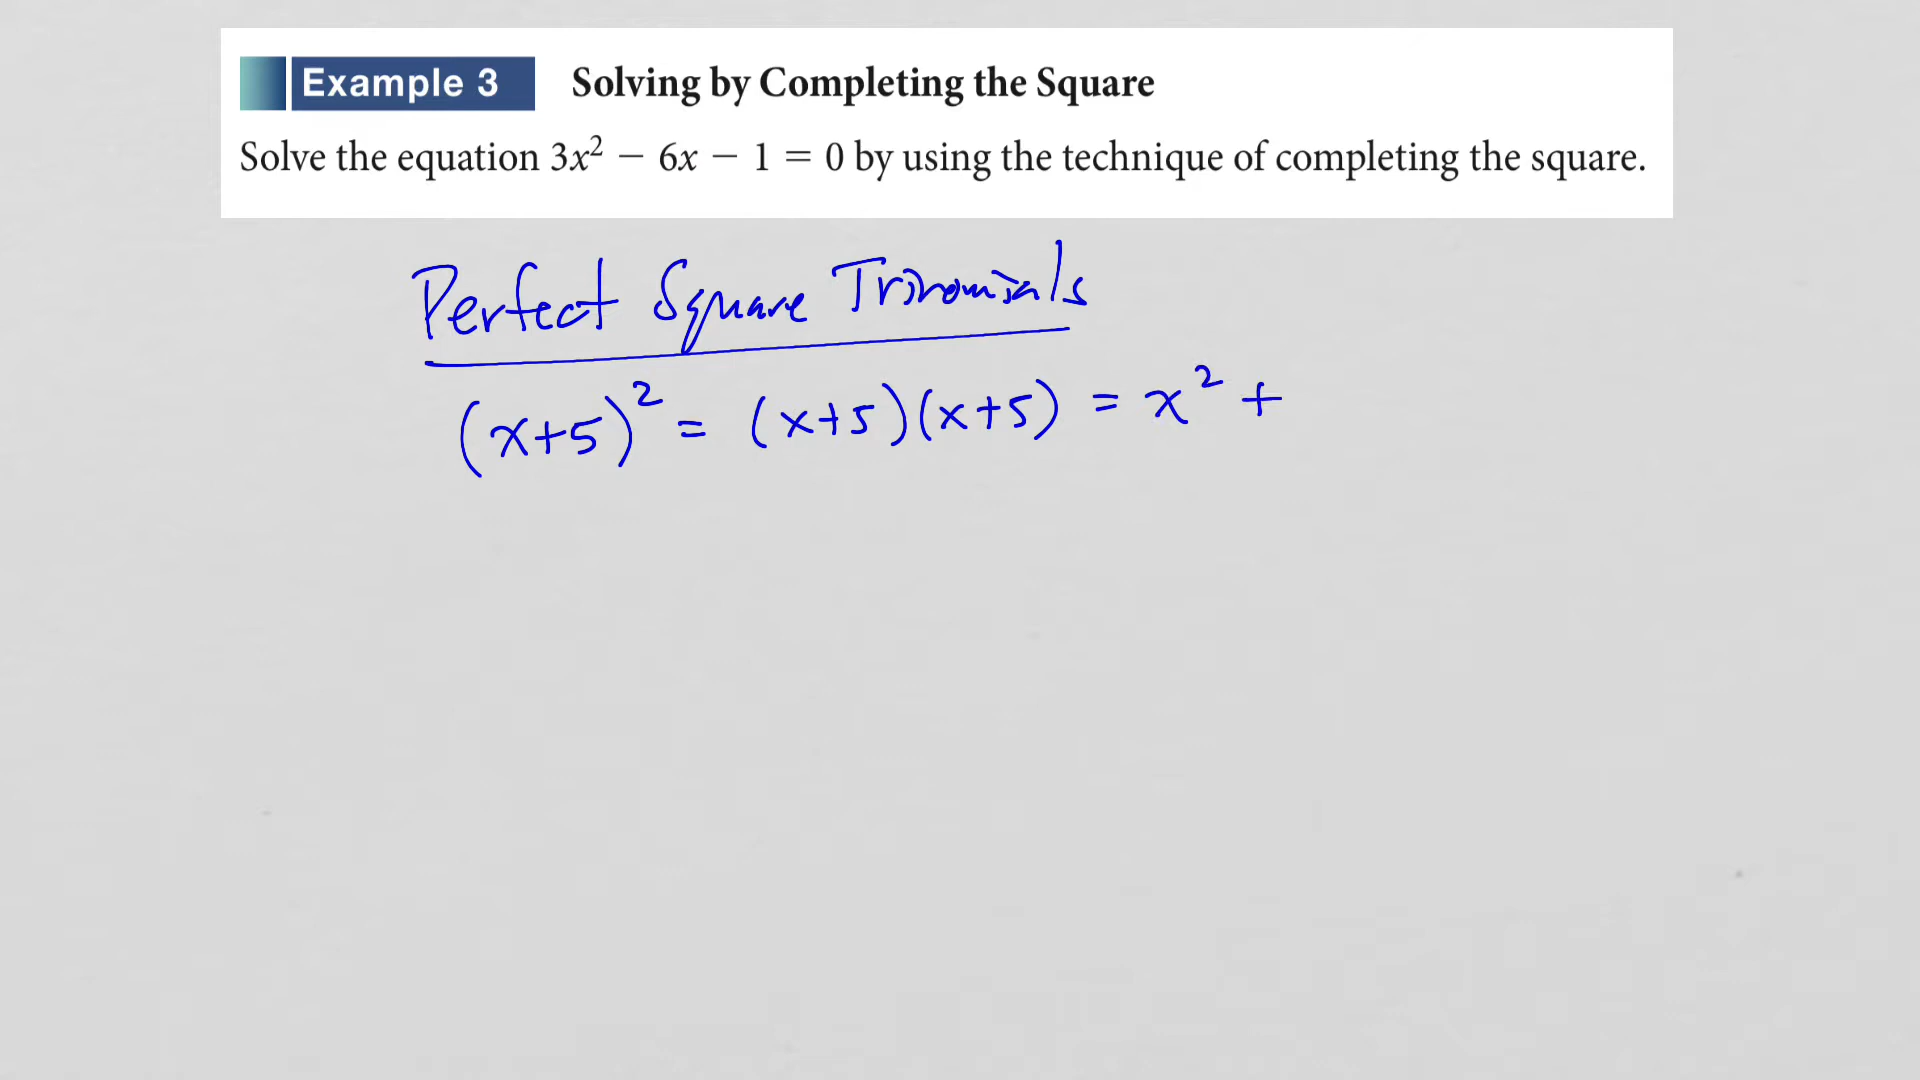 Example 3 Solving by Completing the Square
Solve the equation 3x² − 6x − 1 = 0 by using the technique of completing the square.
Perfect Square Trinomials
(x+5)² = (x+5)(x+5) = x² +